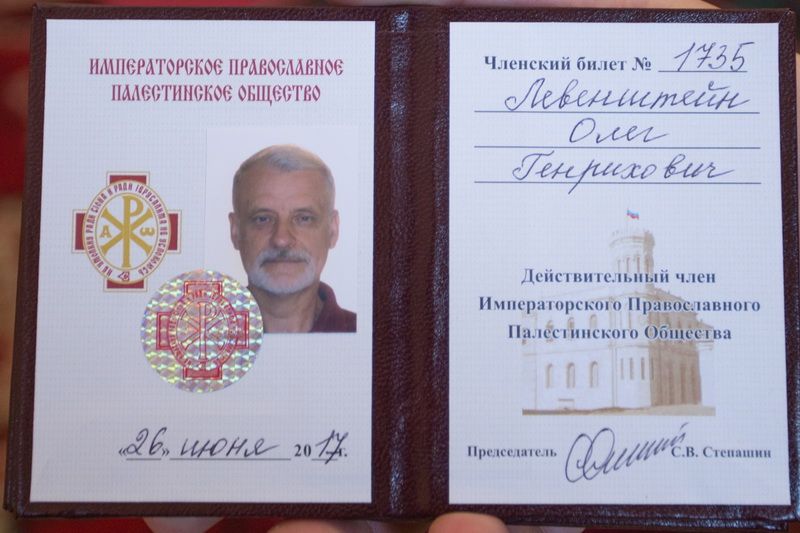 ИМПЕРАТОРСКОЕ ПРАВОСЛАВНОЕ
ПАЛЕСТИНСКОЕ ОБЩЕСТВО
«26» июня 2017г.
Членский билет № 1735
Левенштейн
Олег
Генрихович
Действительный член
Императорского Православного
Палестинского Общества
Председатель С.В. Степашин